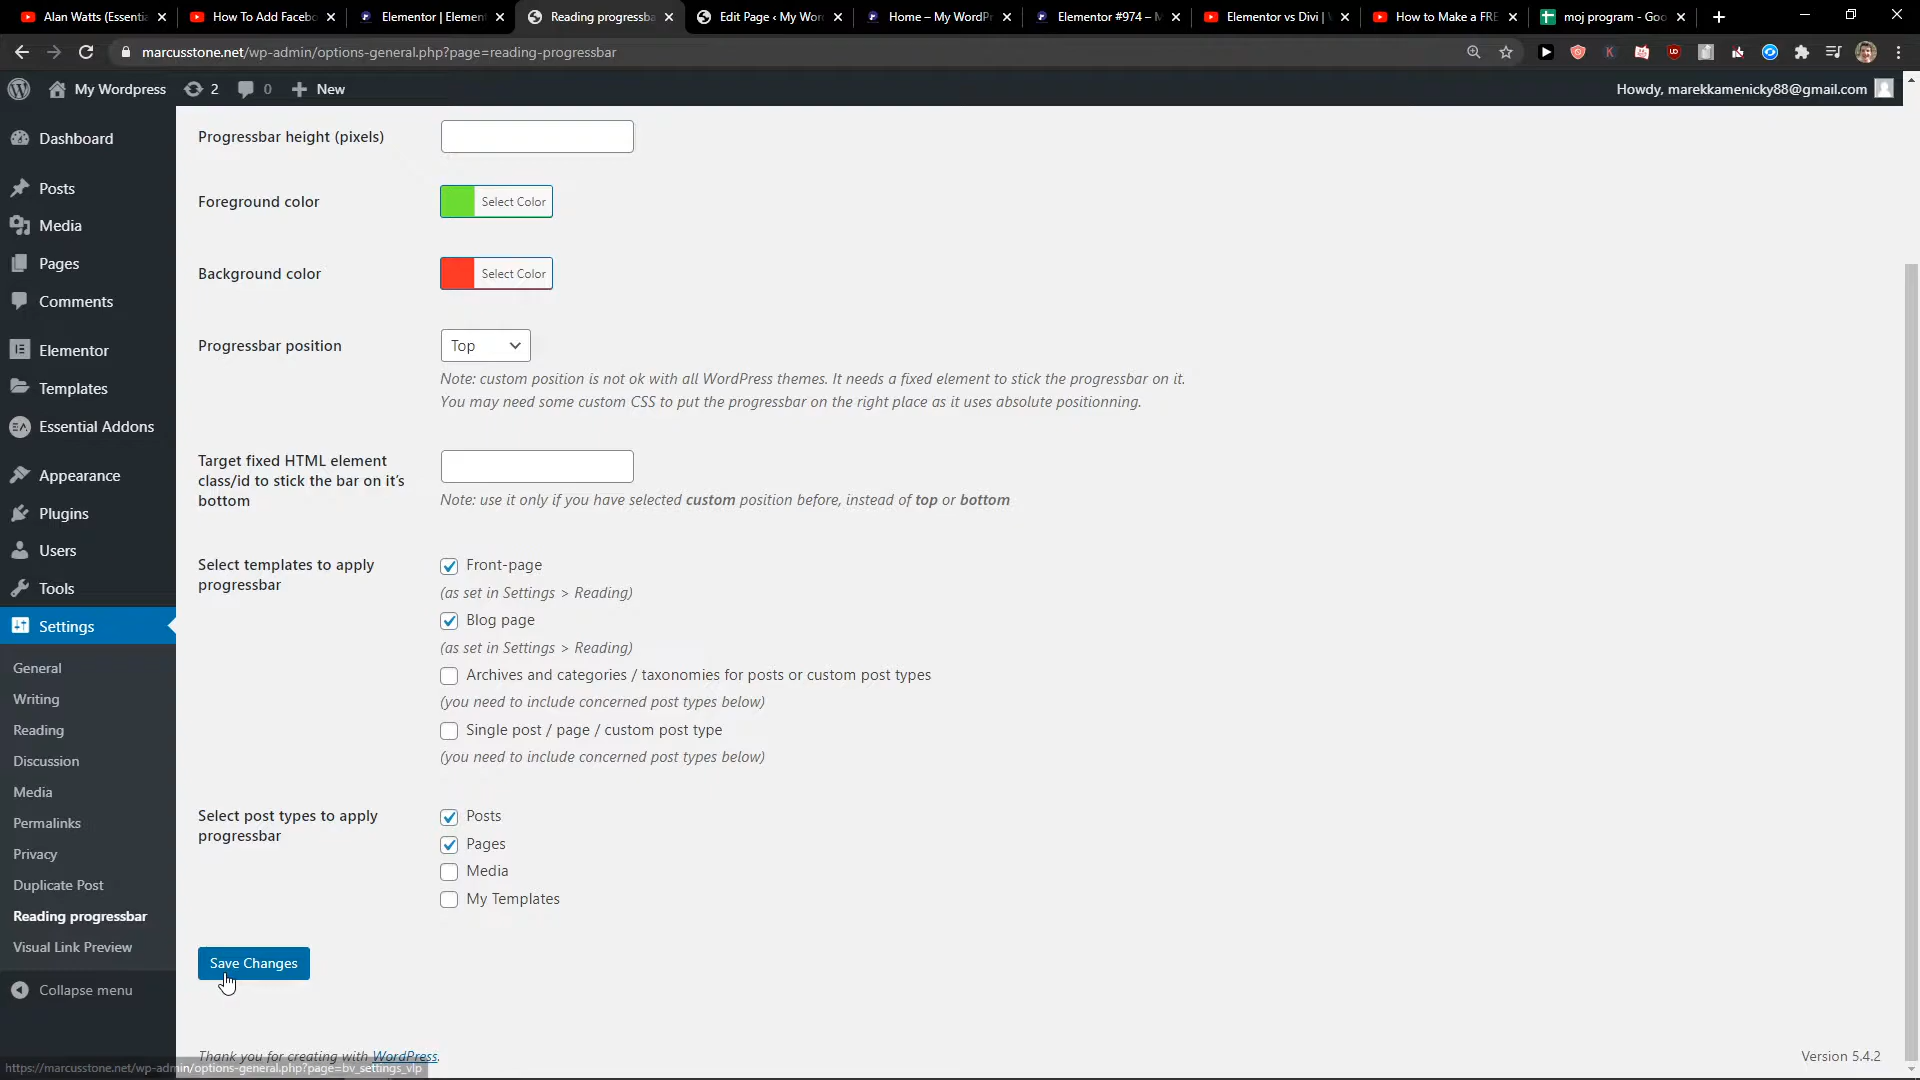 Alan Watts (Essentia
How To Add Facebo
Elementor | Elemen
Reading progressba
Edit Page ‹ My Wor
Home – My WordPr
Elementor #974 – M
Elementor vs Divi |
How to Make a FRE
moj program - Goo
marcusstone.net/wp-admin/options-general.php?page=reading-progressbar
My Wordpress
2
0
New
Howdy, marekkamenicky88@gmail.com
Dashboard
Posts
Media
Pages
Comments
Elementor
Templates
Essential Addons
Appearance
Plugins
Users
Tools
Settings
General
Writing
Reading
Discussion
Media
Permalinks
Privacy
Duplicate Post
Reading progressbar
Visual Link Preview
Collapse menu
Progressbar height (pixels)
Foreground color
Select Color
Background color
Select Color
Progressbar position
Top
Note: custom position is not ok with all WordPress themes. It needs a fixed element to stick the progressbar on it.
You may need some custom CSS to put the progressbar on the right place as it uses absolute positionning.
Target fixed HTML element
class/id to stick the bar on it's
bottom
Note: use it only if you have selected custom position before, instead of top or bottom
Select templates to apply
progressbar
Front-page
(as set in Settings > Reading)
Blog page
(as set in Settings > Reading)
Archives and categories / taxonomies for posts or custom post types
(you need to include concerned post types below)
Single post / page / custom post type
(you need to include concerned post types below)
Select post types to apply
progressbar
Posts
Pages
Media
My Templates
Save Changes
Thank you for creating with WordPress.
Version 5.4.2
https://marcusstone.net/wp-admin/options-general.php?page=bv_settings_vlp